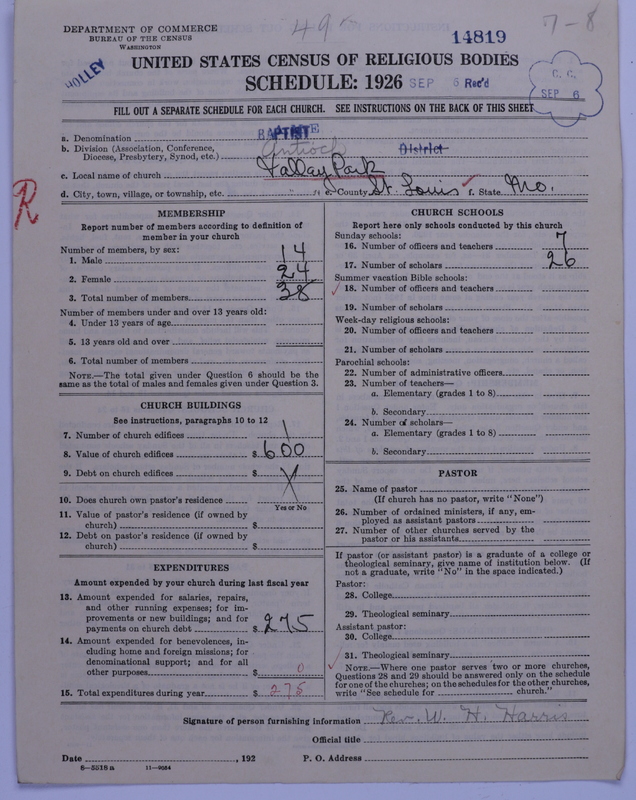 DEPARTMENT OF COMMERCE
BUREAU OF THE CENSUS
WASHINGTON
14819
7-8
HOLLEY
UNITED STATES CENSUS OF RELIGIOUS BODIES
SCHEDULE: 1926 SEP 6 Rec'd
C. C.
SEP 6
FILL OUT A SEPARATE SCHEDULE FOR EACH CHURCH. SEE INSTRUCTIONS ON THE BACK OF THIS SHEET
a. Denomination BAPTIST
b. Division (Association, Conference, Diocese, Presbytery, Synod, etc.) Antioch District
c. Local name of church Valley Park
d. City, town, village, or township, etc. " " e. County St. Louis f. State Mo.
R
MEMBERSHIP
Report number of members according to definition of member in your church
Number of members, by sex:
1. Male 14
2. Female 24
3. Total number of members 38
Number of members under and over 13 years old:
4. Under 13 years of age
5. 13 years old and over
6. Total number of members
NOTE.—The total given under Question 6 should be the same as the total of males and females given under Question 3.
CHURCH BUILDINGS
See instructions, paragraphs 10 to 12
7. Number of church edifices 1
8. Value of church edifices $ 600
9. Debt on church edifices $ X
10. Does church own pastor's residence
Yes or No
11. Value of pastor's residence (if owned by church) $
12. Debt on pastor's residence (if owned by church) $
EXPENDITURES
Amount expended by your church during last fiscal year
13. Amount expended for salaries, repairs, and other running expenses; for improvements or new buildings; and for payments on church debt $ 275
14. Amount expended for benevolences, including home and foreign missions; for denominational support; and for all other purposes $ 0
15. Total expenditures during year $ 275
CHURCH SCHOOLS
Report here only schools conducted by this church
Sunday schools:
16. Number of officers and teachers 7
17. Number of scholars 26
Summer vacation Bible schools:
18. Number of officers and teachers
19. Number of scholars
Week-day religious schools:
20. Number of officers and teachers
21. Number of scholars
Parochial schools:
22. Number of administrative officers
23. Number of teachers—
a. Elementary (grades 1 to 8)
b. Secondary
24. Number of scholars—
a. Elementary (grades 1 to 8)
b. Secondary
PASTOR
25. Name of pastor
(If church has no pastor, write "None")
26. Number of ordained ministers, if any, employed as assistant pastors
27. Number of other churches served by the pastor or his assistants
If pastor (or assistant pastor) is a graduate of a college or theological seminary, give name of institution below. (If not a graduate, write "No" in the space indicated.)
Pastor:
28. College
29. Theological seminary
Assistant pastor:
30. College
31. Theological seminary
NOTE.—Where one pastor serves two or more churches, Questions 28 and 29 should be answered only on the schedule for one of the churches; on the schedules for the other churches, write "See schedule for church."
Signature of person furnishing information Rev. W. H. Harris
Official title
Date , 192 P. O. Address
6-5518a 11-9884